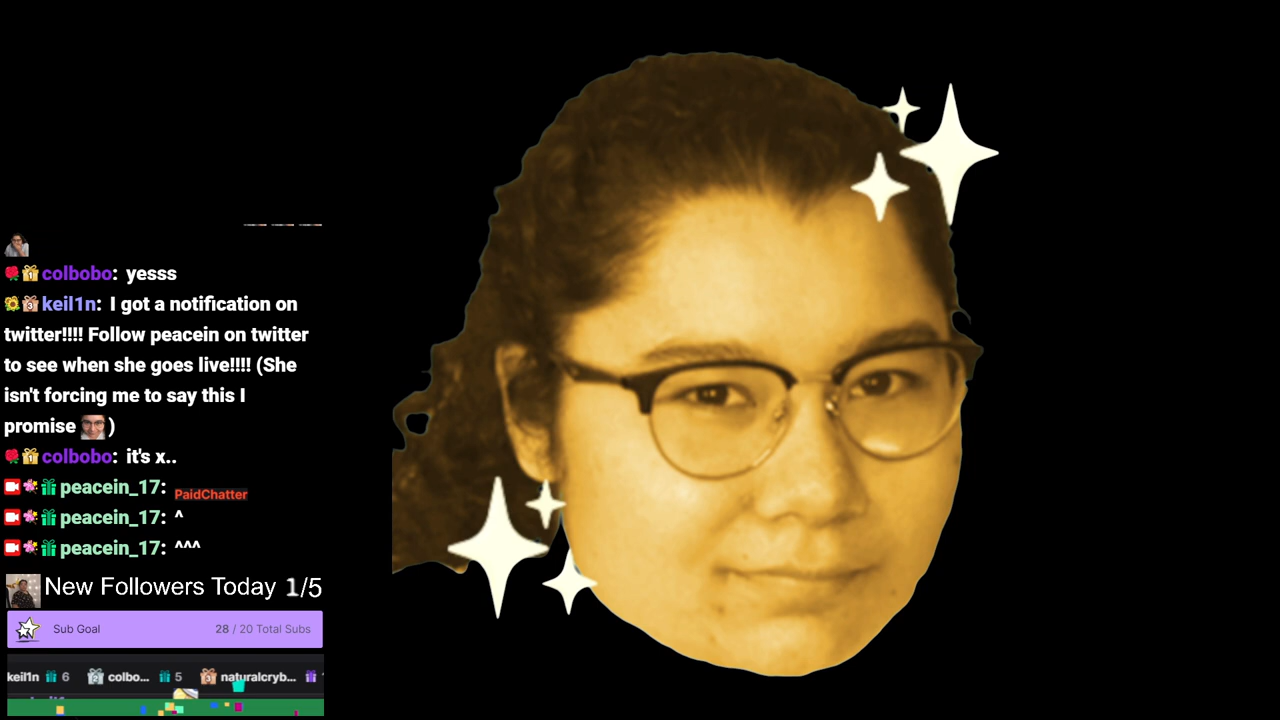 colbobo: yesss
keil1n: I got a notification on
twitter!!!! Follow peacein on twitter
to see when she goes live!!!! (She
isn't forcing me to say this I
promise )
colbobo: it's x..
peacein_17: PaidChatter
peacein_17: ^
peacein_17: ^^^
New Followers Today 1/5
Sub Goal 28 / 20 Total Subs
keil1n 6 colbo... 5 naturalcryb...